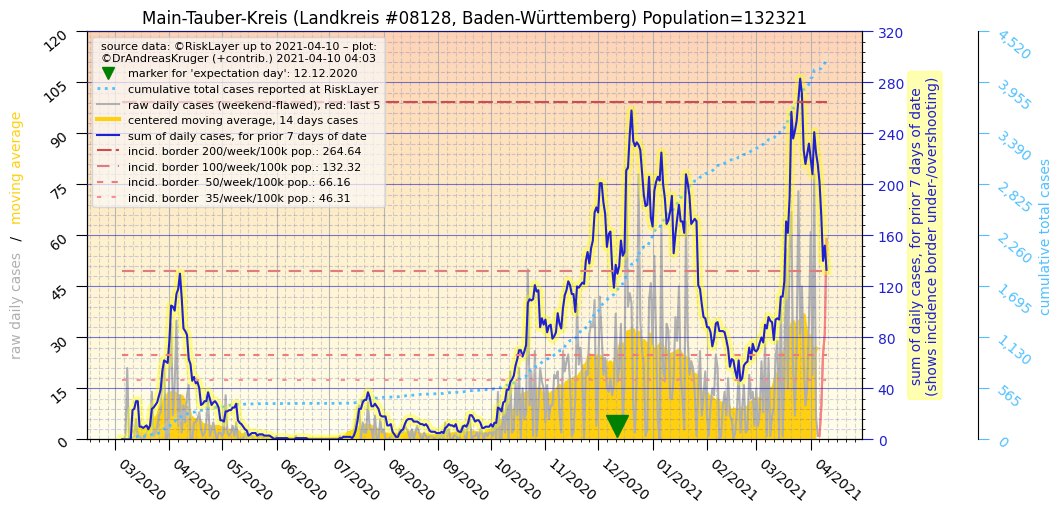 Main-Tauber-Kreis (Landkreis #08128, Baden-Württemberg) Population=132321
source data: ©RiskLayer up to 2021-04-10 – plot:
©DrAndreasKruger (+contrib.) 2021-04-10 04:03
marker for 'expectation day': 12.12.2020
cumulative total cases reported at RiskLayer
raw daily cases (weekend-flawed), red: last 5
centered moving average, 14 days cases
sum of daily cases, for prior 7 days of date
incid. border 200/week/100k pop.: 264.64
incid. border 100/week/100k pop.: 132.32
incid. border  50/week/100k pop.: 66.16
incid. border  35/week/100k pop.: 46.31
raw daily cases / moving average
120
105
90
75
60
45
30
15
0
320
280
240
200
160
120
80
40
0
sum of daily cases, for prior 7 days of date
(shows incidence border under-/overshooting)
4,520
3,955
3,390
2,825
2,260
1,695
1,130
565
0
cumulative total cases
03/2020
04/2020
05/2020
06/2020
07/2020
08/2020
09/2020
10/2020
11/2020
12/2020
01/2021
02/2021
03/2021
04/2021